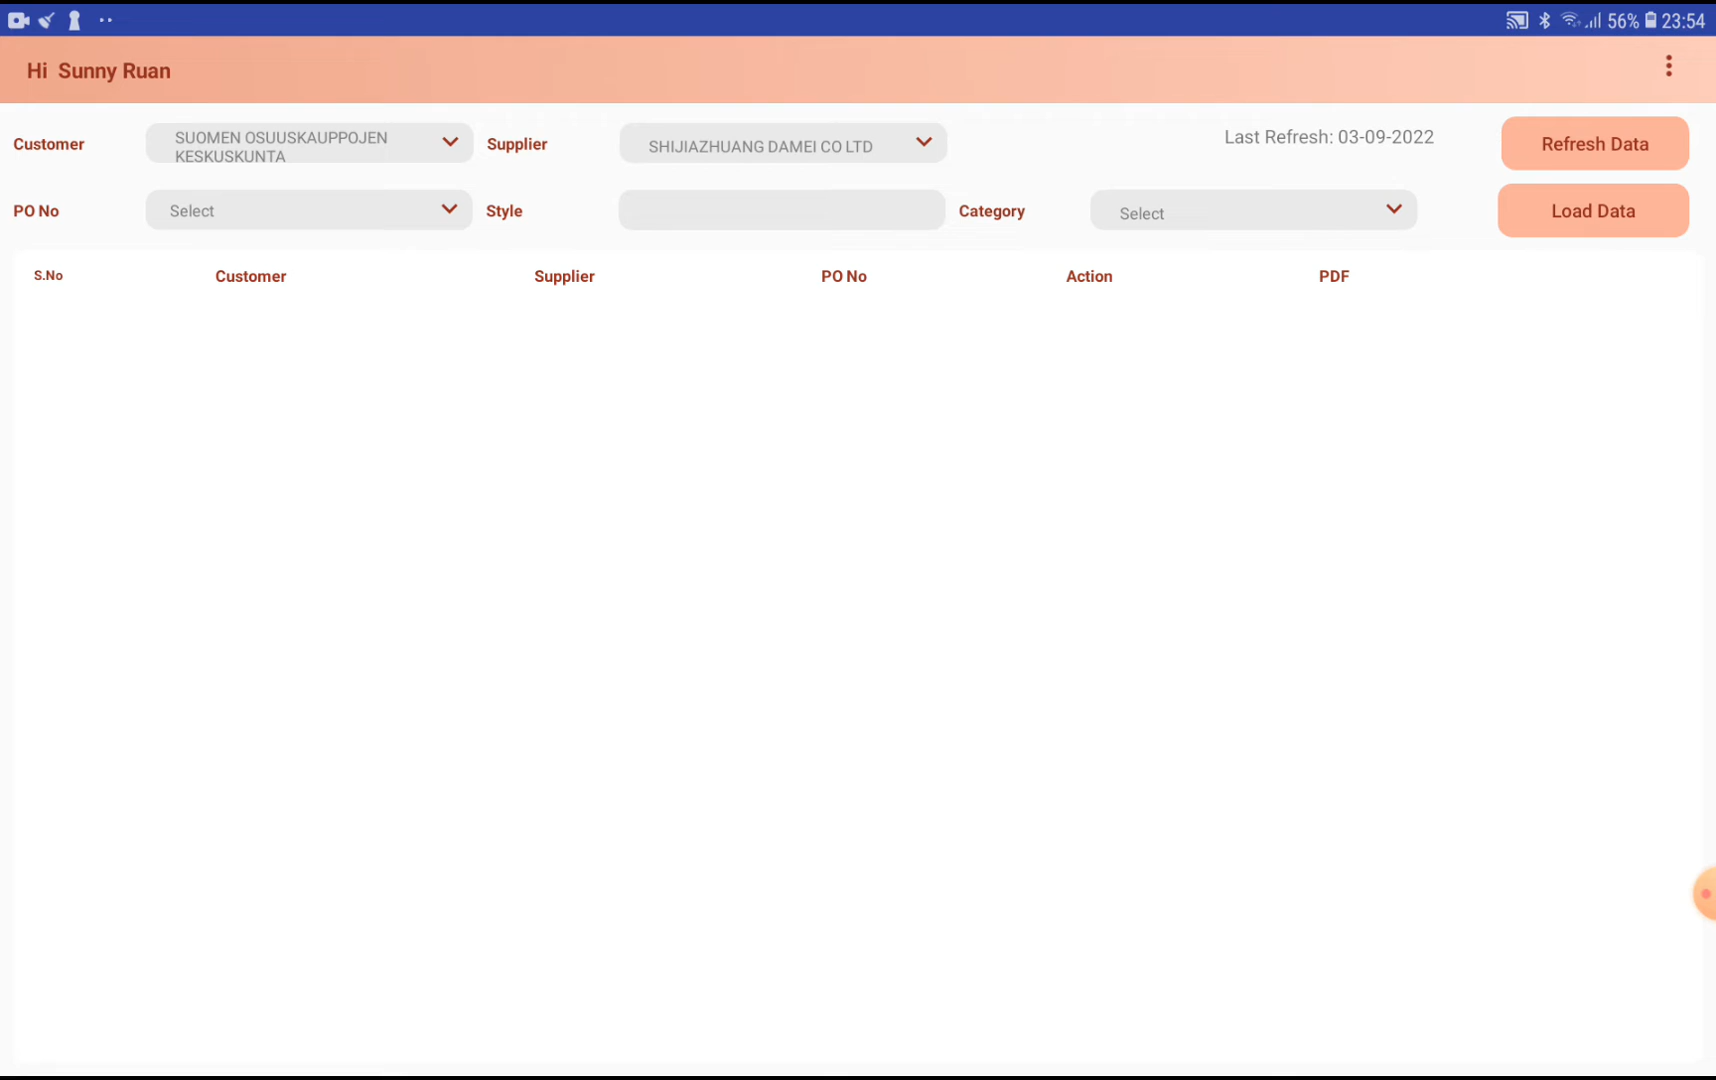 56% 23:54
Hi Sunny Ruan
Customer
SUOMEN OSUUSKAUPPOJEN
KESKUSKUNTA
Supplier
SHIJIAZHUANG DAMEI CO LTD
Last Refresh: 03-09-2022
Refresh Data
PO No
Select
Style
Category
Select
Load Data
S.No Customer Supplier PO No Action PDF